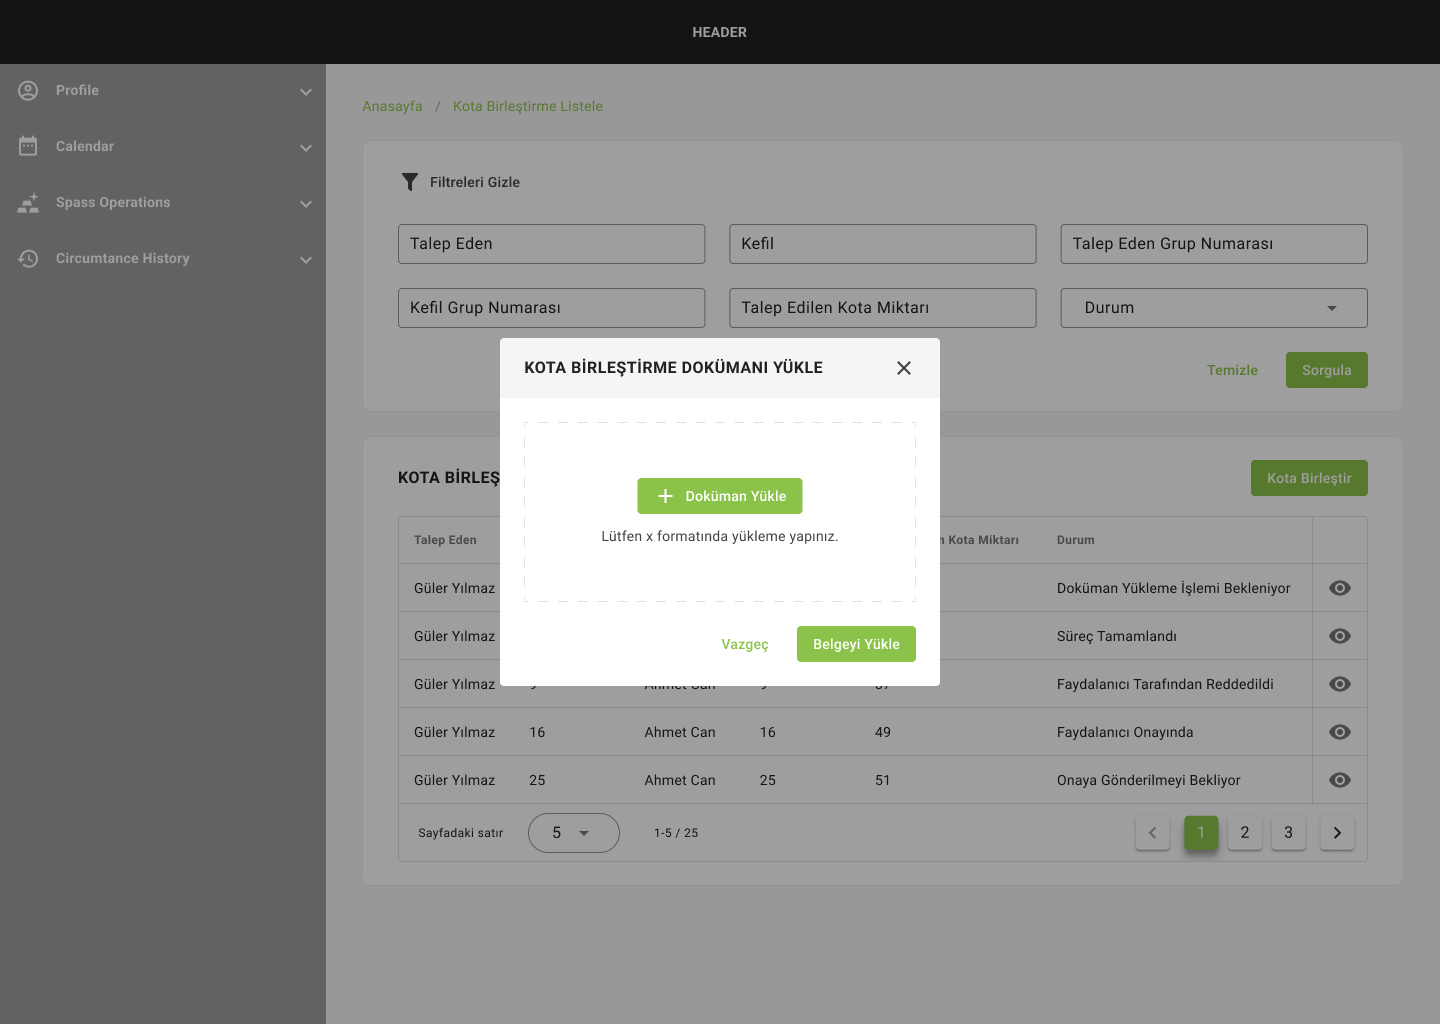 HEADER
Profile
Calendar
Spass Operations
Circumtance History
Anasayfa / Kota Birleştirme Listele
Filtreleri Gizle
Talep Eden
Kefil
Talep Eden Grup Numarası
Kefil Grup Numarası
Talep Edilen Kota Miktarı
Durum
Temizle
Sorgula
KOTA BİRLEŞTİRME DOKÜMANI YÜKLE
Doküman Yükle
Lütfen x formatında yükleme yapınız.
Vazgeç
Belgeyi Yükle
KOTA BİRLEŞ
Kota Birleştir
Talep Eden
Kota Miktarı
Durum
Güler Yılmaz
Doküman Yükleme İşlemi Bekleniyor
Güler Yılmaz
Süreç Tamamlandı
Güler Yılmaz 9 Ahmet Can 9
Faydalanıcı Tarafından Reddedildi
Güler Yılmaz 16 Ahmet Can 16 49 Faydalanıcı Onayında
Güler Yılmaz 25 Ahmet Can 25 51 Onaya Gönderilmeyi Bekliyor
Sayfadaki satır 5 1-5 / 25
1 2 3